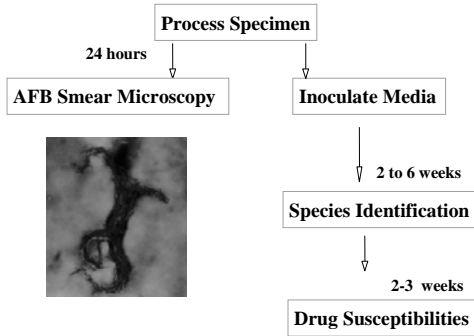 Process Specimen
24 hours
AFB Smear Microscopy
Inoculate Media
2 to 6 weeks
Species Identification
2-3 weeks
Drug Susceptibilities